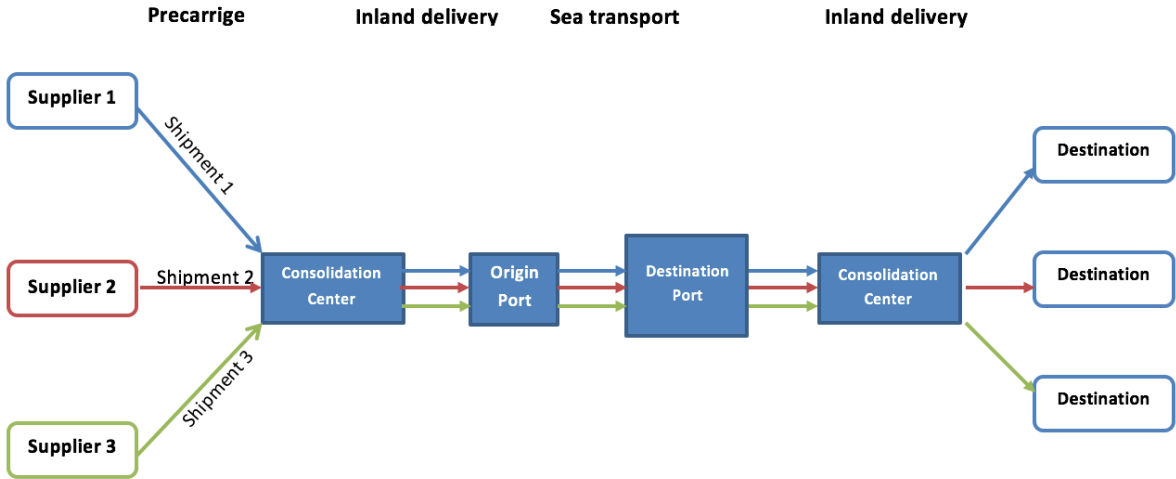 Precarrige
Inland delivery
Sea transport
Inland delivery
Supplier 1
Shipment 1
Supplier 2
Shipment 2
Supplier 3
Shipment 3
Consolidation
Center
Origin
Port
Destination
Port
Consolidation
Center
Destination
Destination
Destination